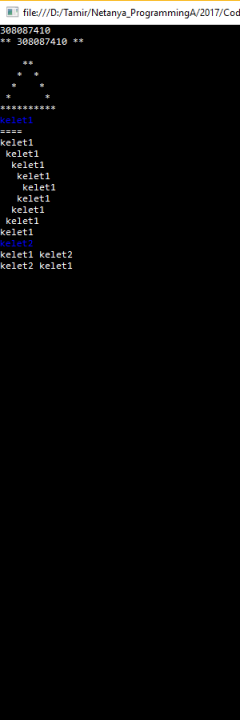 file:///D:/Tamir/Netanya_ProgrammingA/2017/Cod
308087410
** 308087410 **
    **
   *  *
  *    *
 *      *
**********
kelet1
====
kelet1
 kelet1
  kelet1
   kelet1
    kelet1
   kelet1
  kelet1
 kelet1
kelet1
kelet2
kelet1 kelet2
kelet2 kelet1